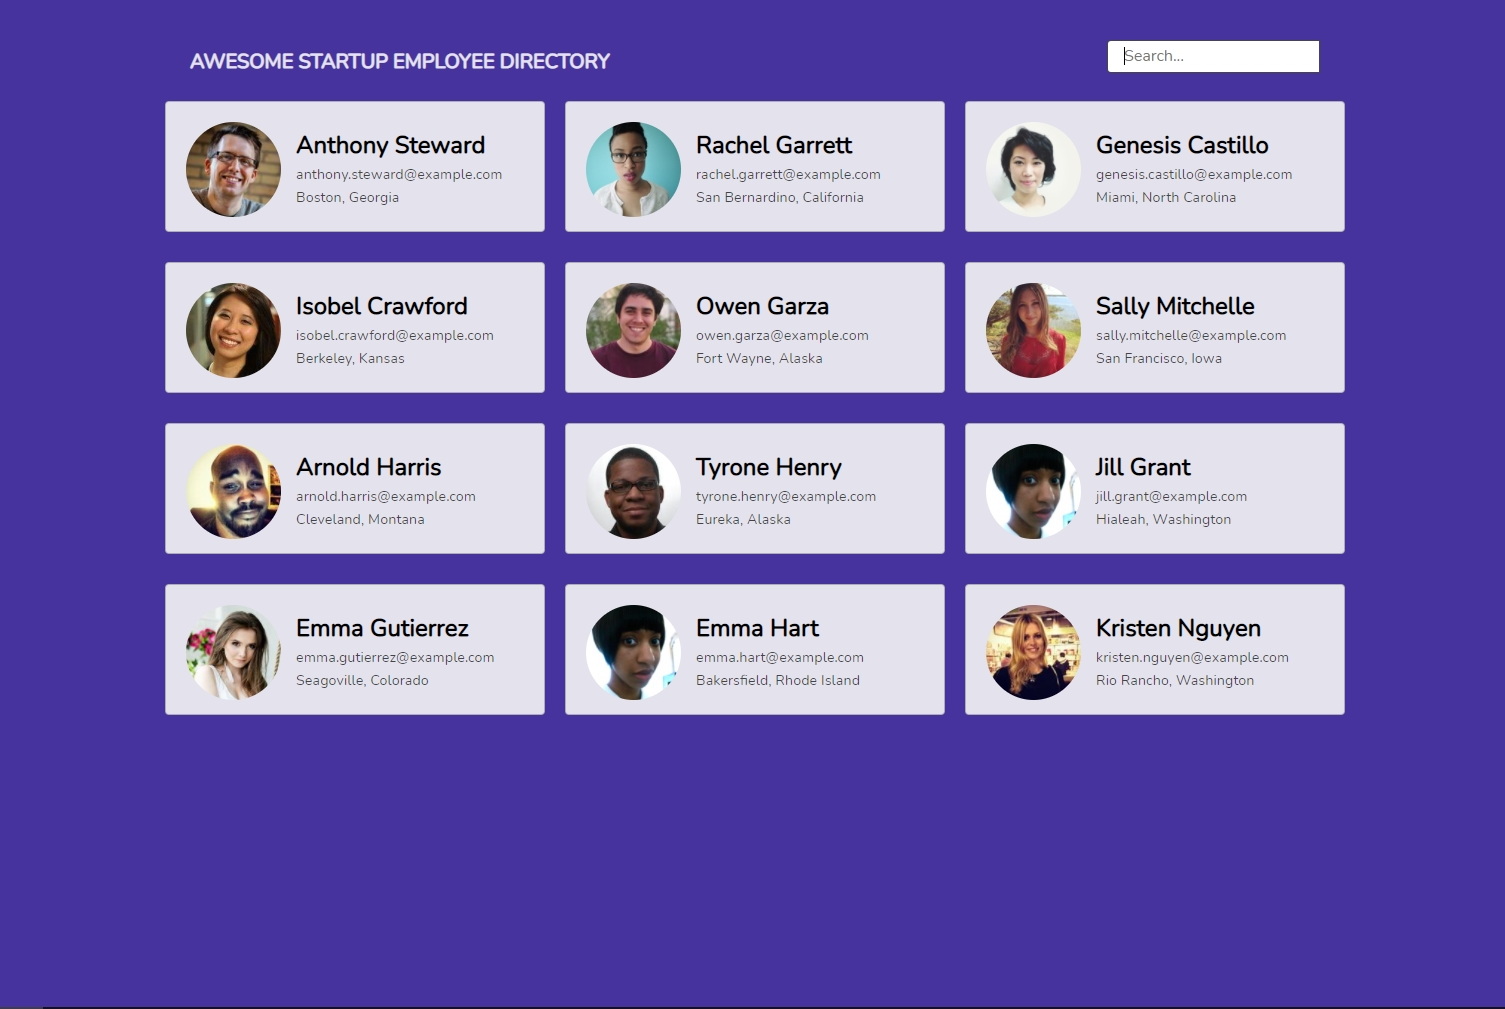 AWESOME STARTUP EMPLOYEE DIRECTORY
Search...
Anthony Steward
anthony.steward@example.com
Boston, Georgia
Rachel Garrett
rachel.garrett@example.com
San Bernardino, California
Genesis Castillo
genesis.castillo@example.com
Miami, North Carolina
Isobel Crawford
isobel.crawford@example.com
Berkeley, Kansas
Owen Garza
owen.garza@example.com
Fort Wayne, Alaska
Sally Mitchelle
sally.mitchelle@example.com
San Francisco, Iowa
Arnold Harris
arnold.harris@example.com
Cleveland, Montana
Tyrone Henry
tyrone.henry@example.com
Eureka, Alaska
Jill Grant
jill.grant@example.com
Hialeah, Washington
Emma Gutierrez
emma.gutierrez@example.com
Seagoville, Colorado
Emma Hart
emma.hart@example.com
Bakersfield, Rhode Island
Kristen Nguyen
kristen.nguyen@example.com
Rio Rancho, Washington